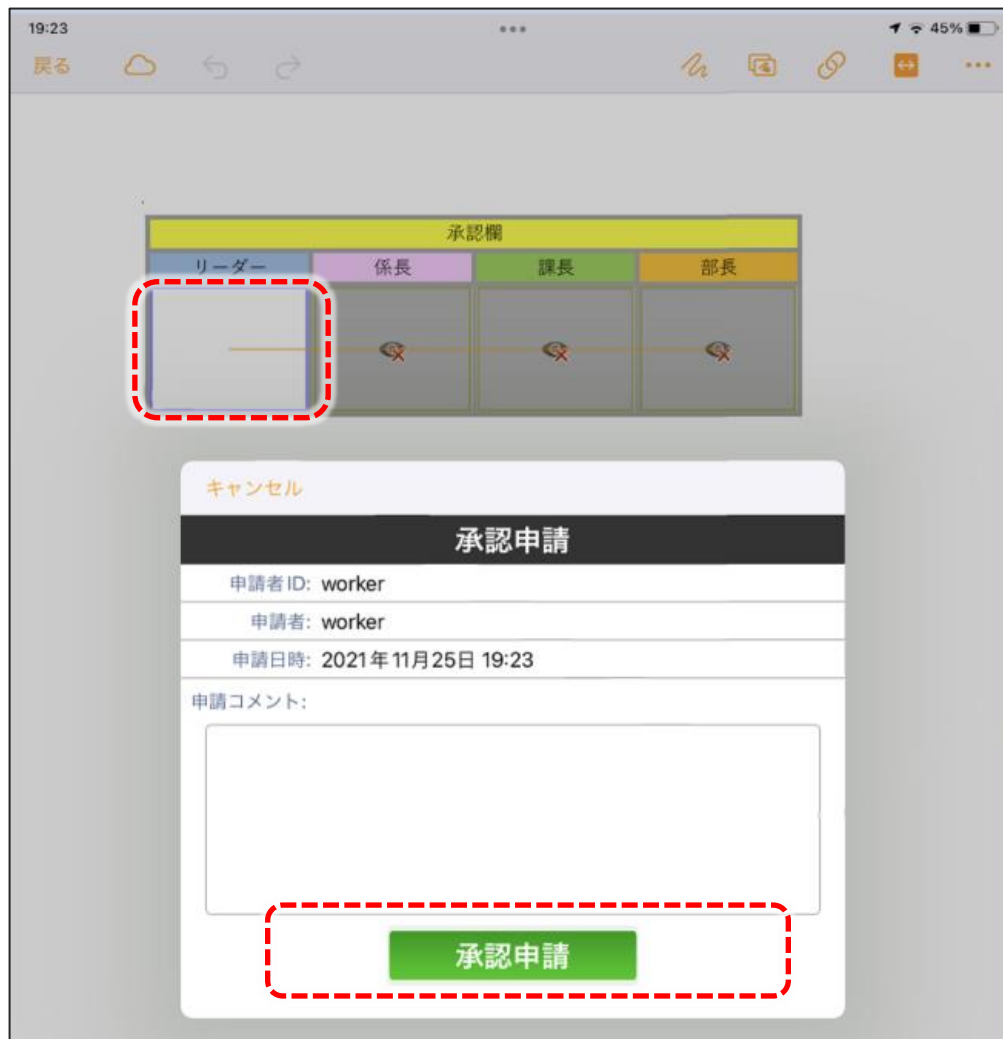 19:23 45%
戻る
承認欄
リーダー 係長 課長 部長
キャンセル
承認申請
申請者ID: worker
申請者: worker
申請日時: 2021年11月25日 19:23
申請コメント:
承認申請